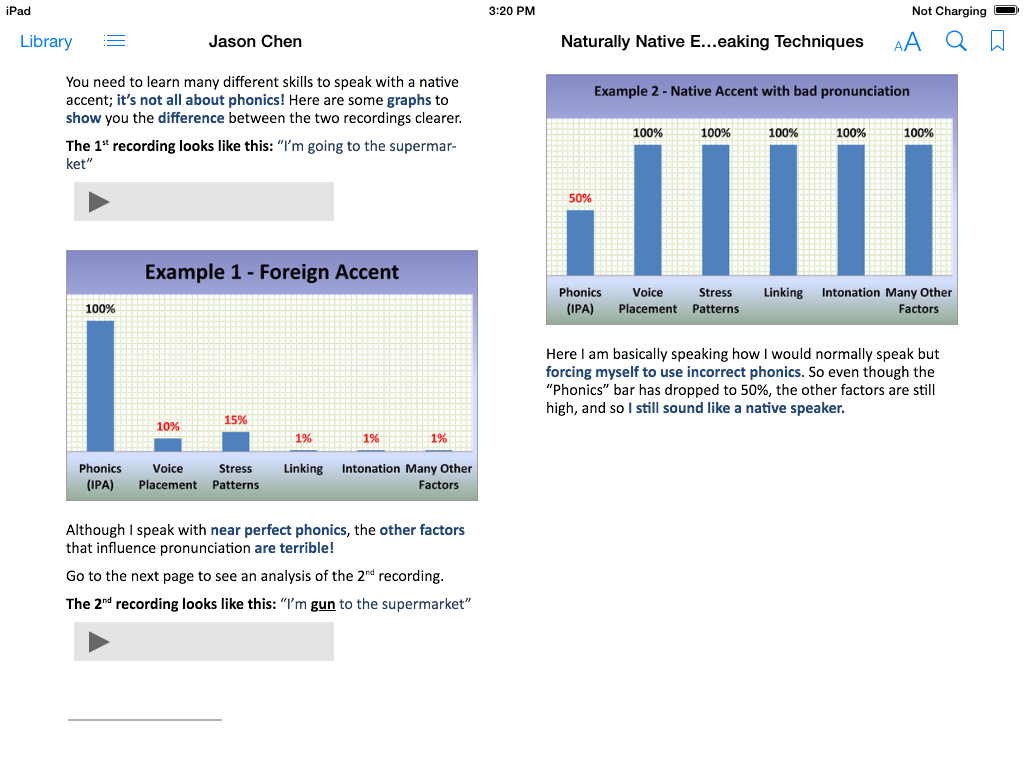 iPad
3:20 PM
Not Charging
Library
Jason Chen
Naturally Native E...eaking Techniques
AA
You need to learn many different skills to speak with a native
accent; it's not all about phonics! Here are some graphs to
show you the difference between the two recordings clearer.
The 1st recording looks like this: “I'm going to the supermar-
ket”
Example 1 - Foreign Accent
100%
10%
15%
1%
1%
1%
Phonics
(IPA)
Voice
Placement
Stress
Patterns
Linking
Intonation
Many Other
Factors
Although I speak with near perfect phonics, the other factors
that influence pronunciation are terrible!
Go to the next page to see an analysis of the 2nd recording.
The 2nd recording looks like this: “I'm gun to the supermarket”
Example 2 - Native Accent with bad pronunciation
50%
100%
100%
100%
100%
100%
Phonics
(IPA)
Voice
Placement
Stress
Patterns
Linking
Intonation
Many Other
Factors
Here I am basically speaking how I would normally speak but
forcing myself to use incorrect phonics. So even though the
“Phonics” bar has dropped to 50%, the other factors are still
high, and so I still sound like a native speaker.